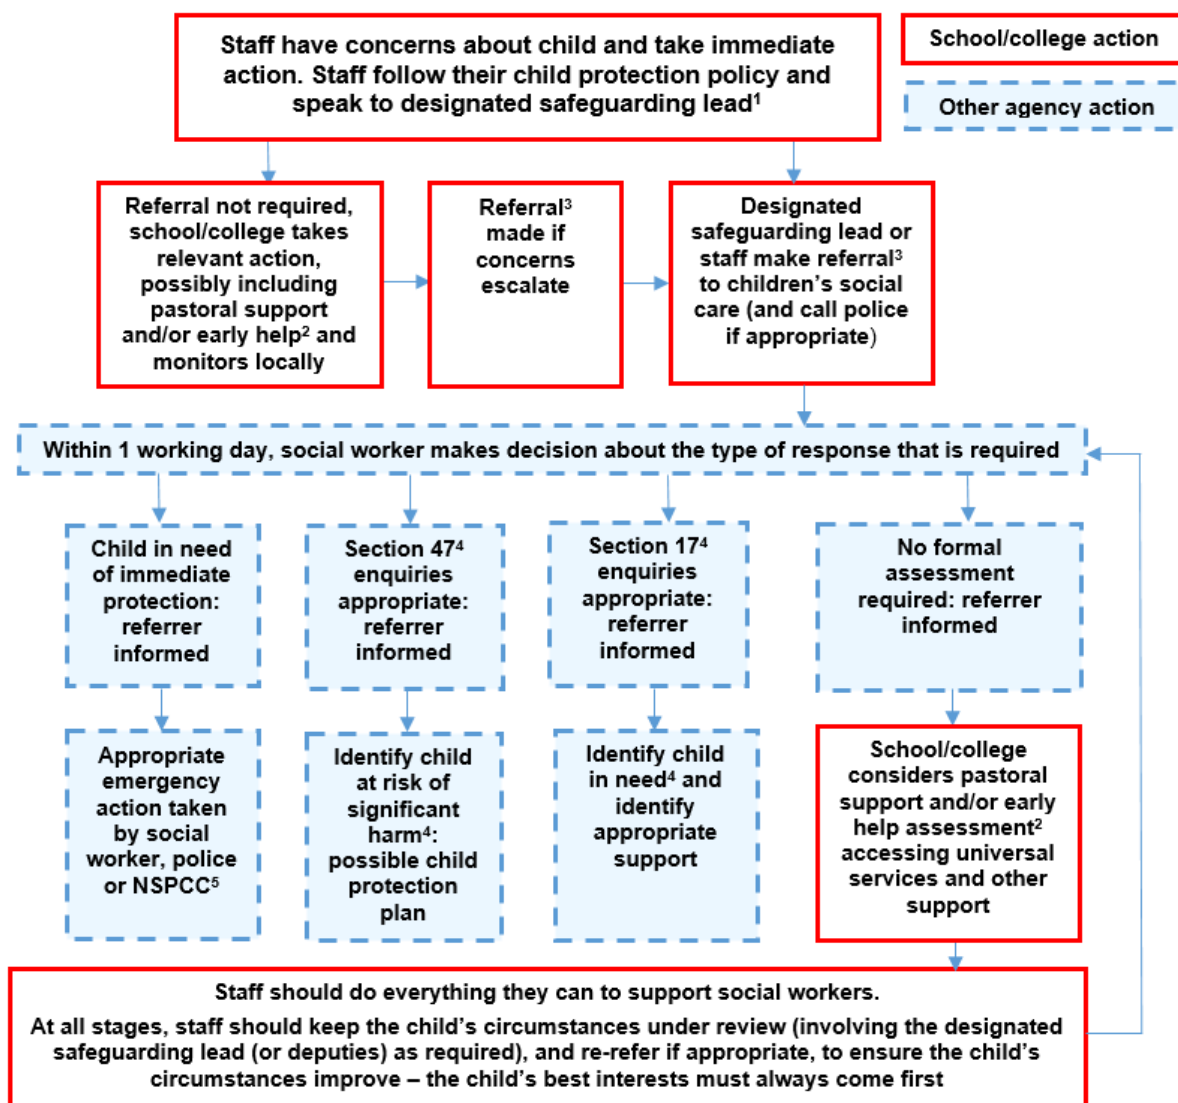 Staff have concerns about child and take immediate
action. Staff follow their child protection policy and
speak to designated safeguarding lead¹
School/college action
Other agency action
Referral not required,
school/college takes
relevant action,
possibly including
pastoral support
and/or early help² and
monitors locally
Referral³
made if
concerns
escalate
Designated
safeguarding lead or
staff make referral³
to children’s social
care (and call police
if appropriate)
Within 1 working day, social worker makes decision about the type of response that is required
Child in need
of immediate
protection:
referrer
informed
Section 47⁴
enquiries
appropriate:
referrer
informed
Section 17⁴
enquiries
appropriate:
referrer
informed
No formal
assessment
required: referrer
informed
Appropriate
emergency
action taken
by social
worker, police
or NSPCC⁵
Identify child
at risk of
significant
harm⁴:
possible child
protection
plan
Identify child
in need⁴ and
identify
appropriate
support
School/college
considers pastoral
support and/or early
help assessment²
accessing universal
services and other
support
Staff should do everything they can to support social workers.
At all stages, staff should keep the child’s circumstances under review (involving the designated
safeguarding lead (or deputies) as required), and re-refer if appropriate, to ensure the child’s
circumstances improve – the child’s best interests must always come first